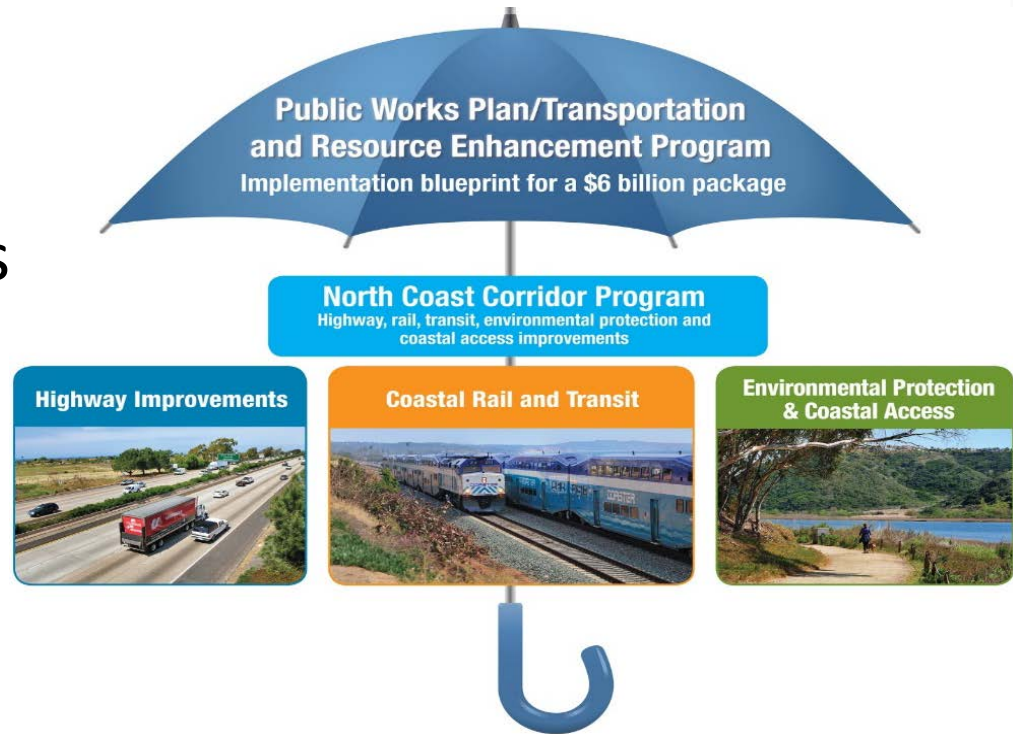 Public Works Plan/Transportation
and Resource Enhancement Program
Implementation blueprint for a $6 billion package
s
North Coast Corridor Program
Highway, rail, transit, environmental protection and
coastal access improvements
Highway Improvements
Coastal Rail and Transit
Environmental Protection
& Coastal Access
COASTER